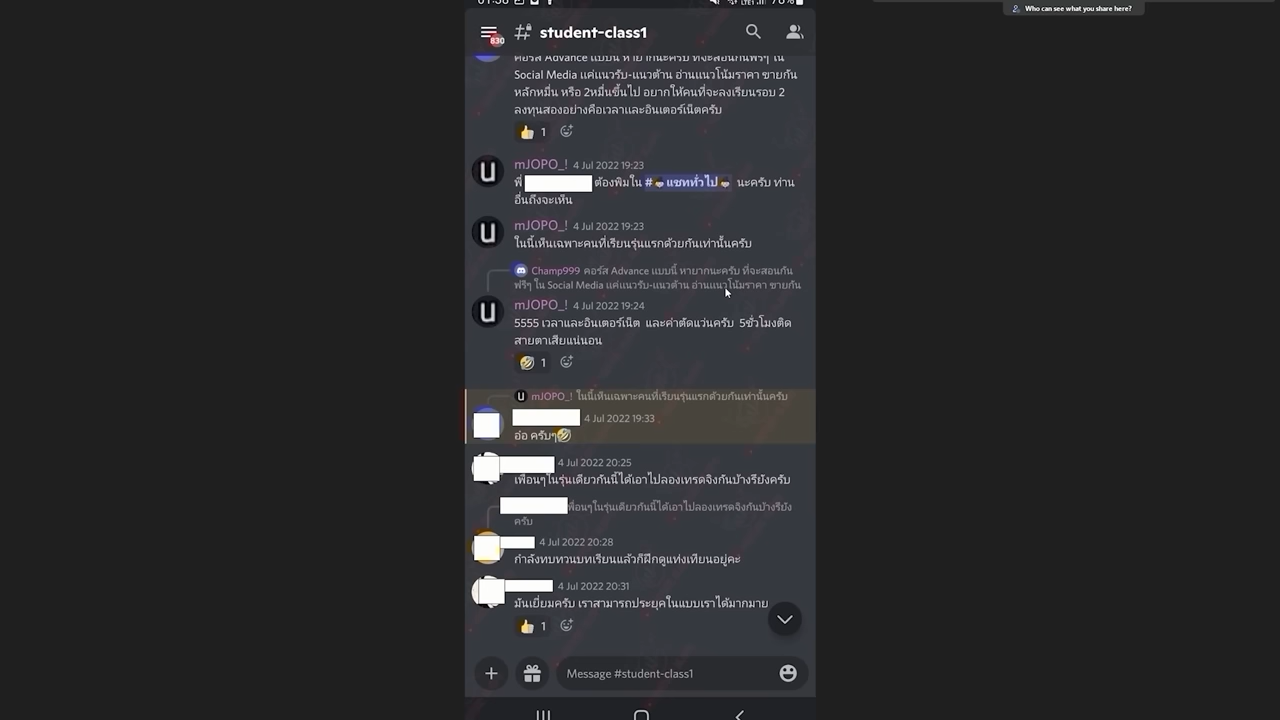 Who can see what you share here?
830
student-class1
คอร์ส Advance แบบนี้ หายากนะครับ ที่จะสอนกันฟรีๆ ใน
Social Media แค่แนวรับ-แนวต้าน อ่านแนวโน้มราคา ขายกัน
หลักหมื่น หรือ 2หมื่นขึ้นไป อยากให้คนที่จะลงเรียนรอบ 2
ลงทุนสองอย่างคือเวลาและอินเตอร์เน็ตครับ
1
mJOPO_! 4 Jul 2022 19:23
พี่ ต้องพิมใน # แชททั่วไป นะครับ ท่าน
อื่นถึงจะเห็น
mJOPO_! 4 Jul 2022 19:23
ในนี้เห็นเฉพาะคนที่เรียนรุ่นแรกด้วยกันเท่านั้นครับ
Champ999 คอร์ส Advance แบบนี้ หายากนะครับ ที่จะสอนกัน
ฟรีๆ ใน Social Media แค่แนวรับ-แนวต้าน อ่านแนวโน้มราคา ขายกัน
mJOPO_! 4 Jul 2022 19:24
5555 เวลาและอินเตอร์เน็ต และค่าตัดแว่นครับ 5ชั่วโมงติด
สายตาเสียแน่นอน
1
mJOPO_! ในนี้เห็นเฉพาะคนที่เรียนรุ่นแรกด้วยกันเท่านั้นครับ
4 Jul 2022 19:33
อ๋อ ครับๆ
4 Jul 2022 20:25
เพื่อนๆในรุ่นเดียวกันนี้ได้เอาไปลองเทรดจิงกันบ้างรึยังครับ
พื่อนๆในรุ่นเดียวกันนี้ได้เอาไปลองเทรดจิงกันบ้างรึยัง
ครับ
4 Jul 2022 20:28
กำลังทบทวนบทเรียนแล้วก็ฝึกดูแท่งเทียนอยู่คะ
4 Jul 2022 20:31
มันเยี่ยมครับ เราสามารถประยุคในแบบเราได้มากมาย
1
Message #student-class1